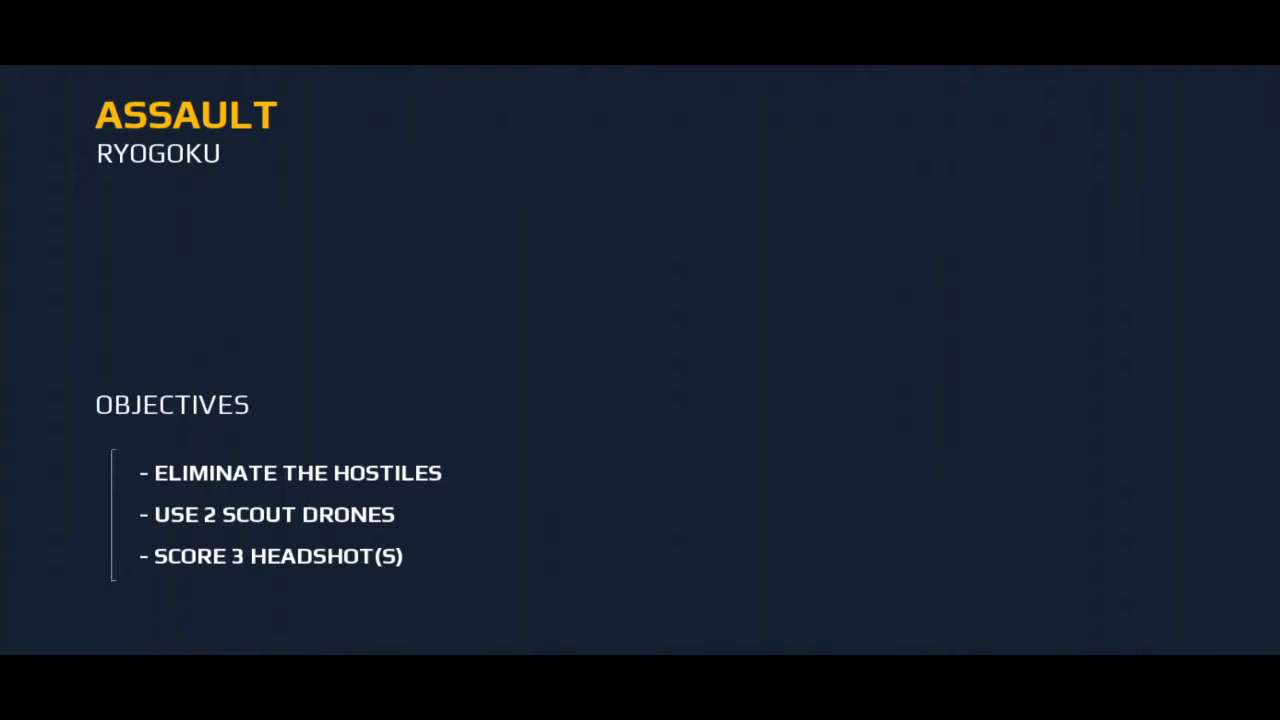 ASSAULT
RYOGOKU
OBJECTIVES
- ELIMINATE THE HOSTILES
- USE 2 SCOUT DRONES
- SCORE 3 HEADSHOT(S)